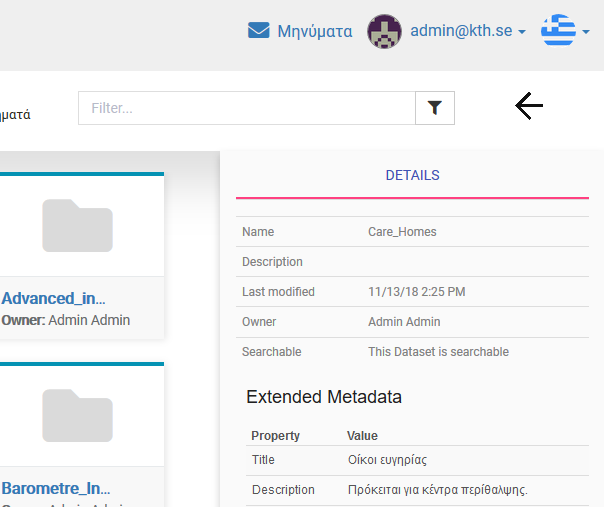 Μηνύματα
admin@kth.se
ηματά
Filter...
DETAILS
Name Care_Homes
Description
Last modified 11/13/18 2:25 PM
Owner Admin Admin
Searchable This Dataset is searchable
Extended Metadata
Property Value
Title Οίκοι ευγηρίας
Description Πρόκειται για κέντρα περίθαλψης.
Advanced_in...
Owner: Admin Admin
Barometre_In...